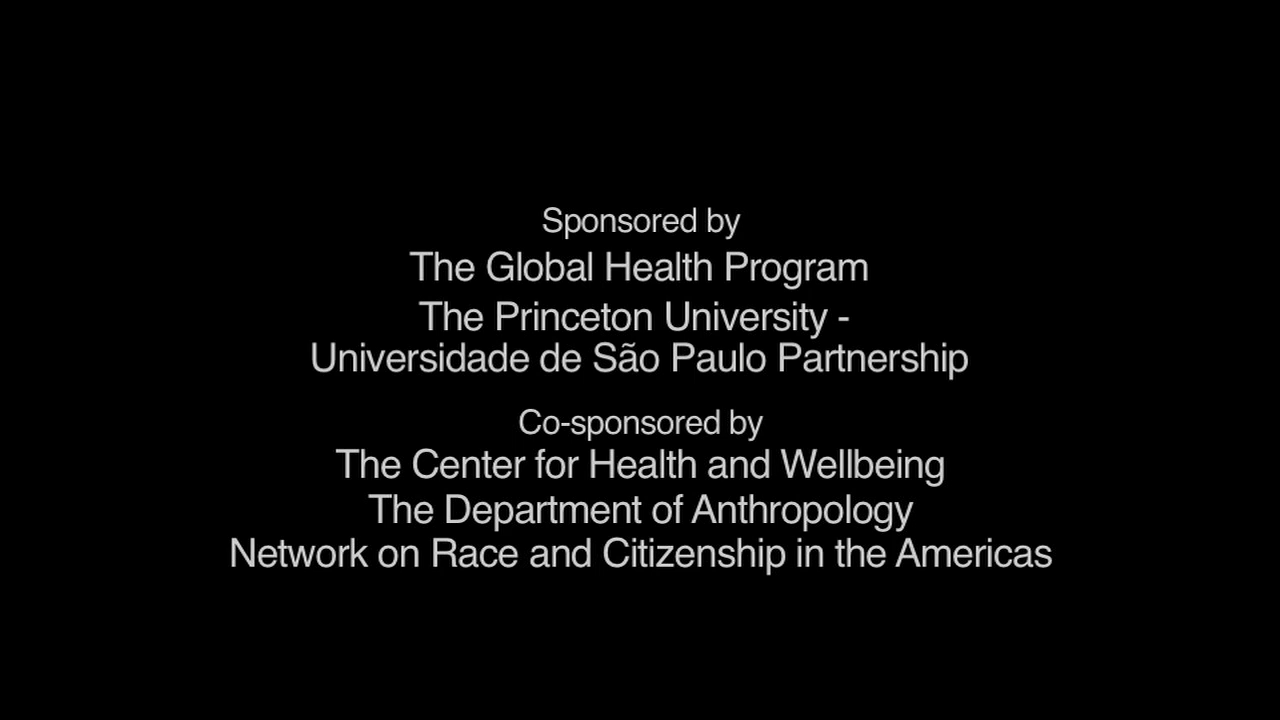 Sponsored by
The Global Health Program
The Princeton University -
Universidade de São Paulo Partnership
Co-sponsored by
The Center for Health and Wellbeing
The Department of Anthropology
Network on Race and Citizenship in the Americas